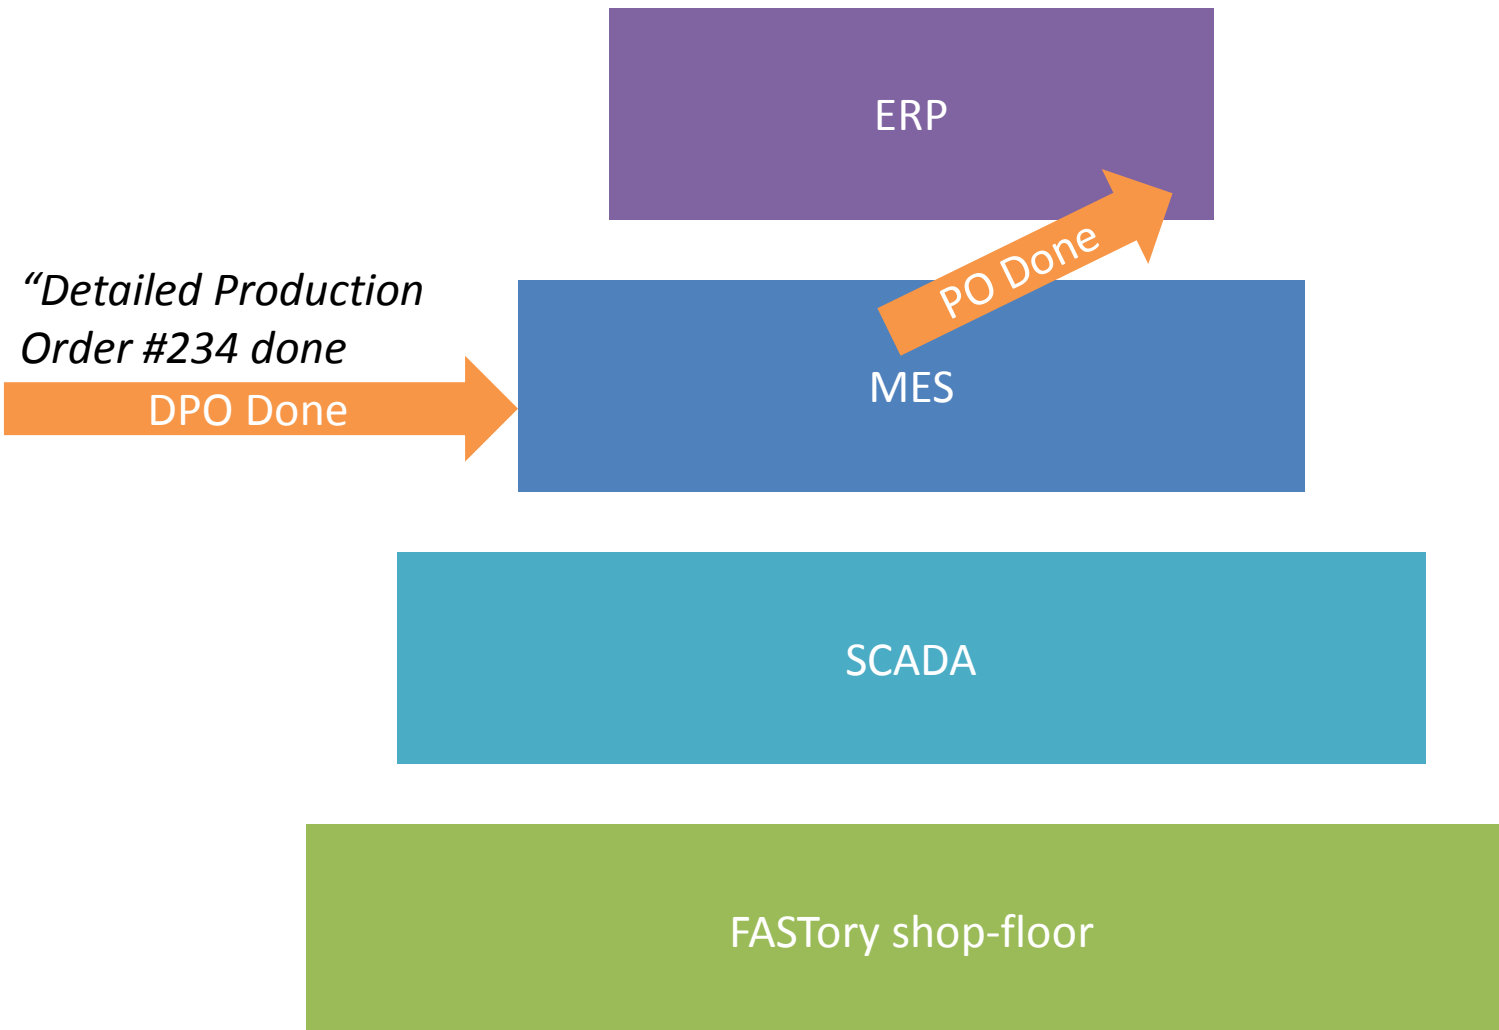 ERP
PO Done
“Detailed Production
Order #234 done
DPO Done
MES
SCADA
FASTory shop-floor